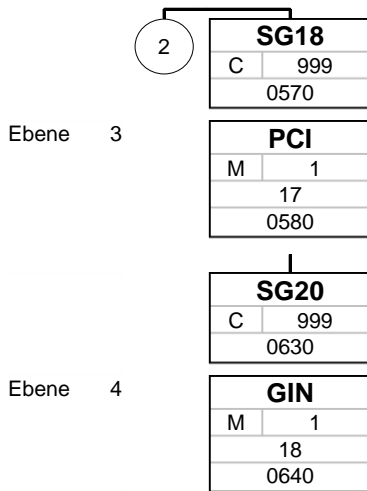 2
SG18
C 999
0570
Ebene 3
PCI
M 1
17
0580
SG20
C 999
0630
Ebene 4
GIN
M 1
18
0640